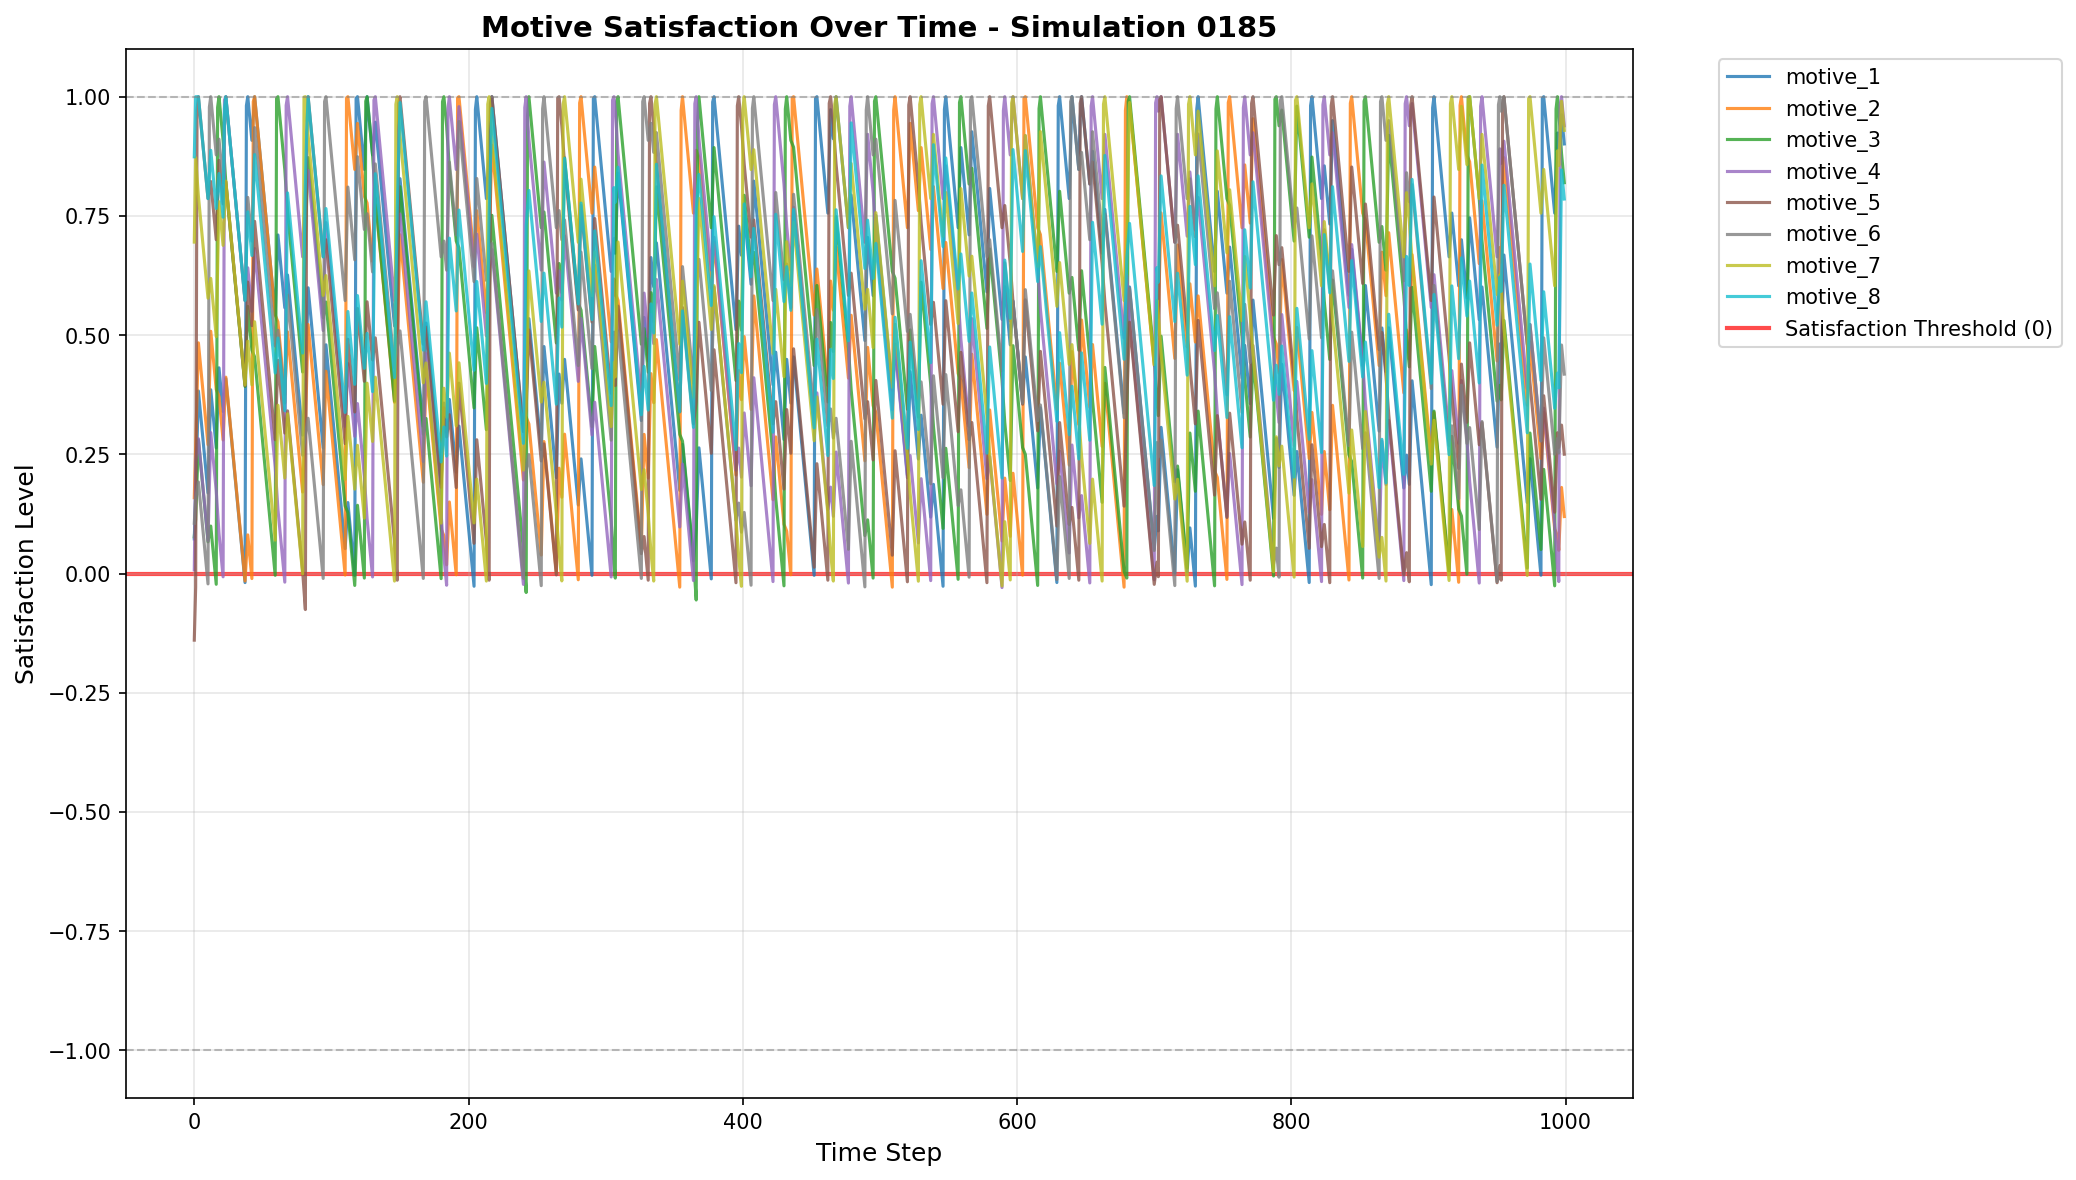 Motive Satisfaction Over Time - Simulation 0185
Satisfaction Level
1.00
0.75
0.50
0.25
0.00
−0.25
−0.50
−0.75
−1.00
0
200
400
600
800
1000
Time Step
motive_1
motive_2
motive_3
motive_4
motive_5
motive_6
motive_7
motive_8
Satisfaction Threshold (0)